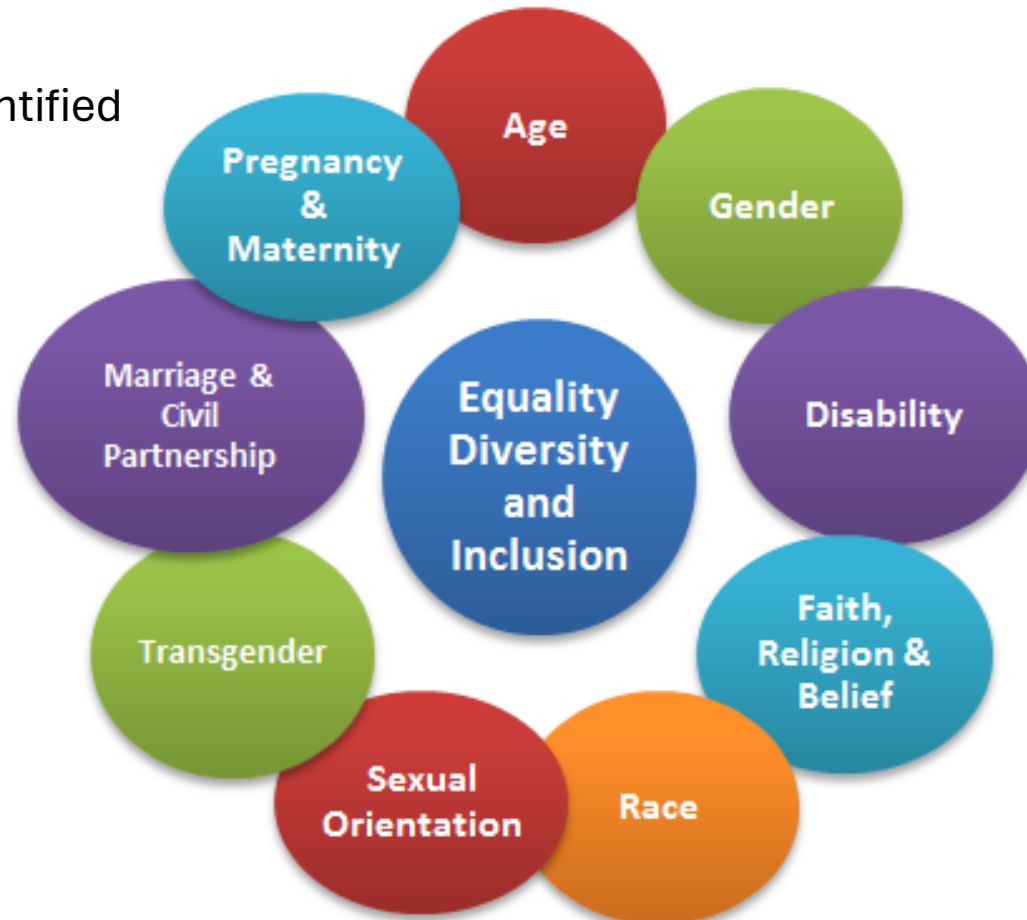 Age
Pregnancy
&
Maternity
Gender
Marriage &
Civil
Partnership
Equality
Diversity
and
Inclusion
Disability
Transgender
Faith,
Religion &
Belief
Sexual
Orientation
Race